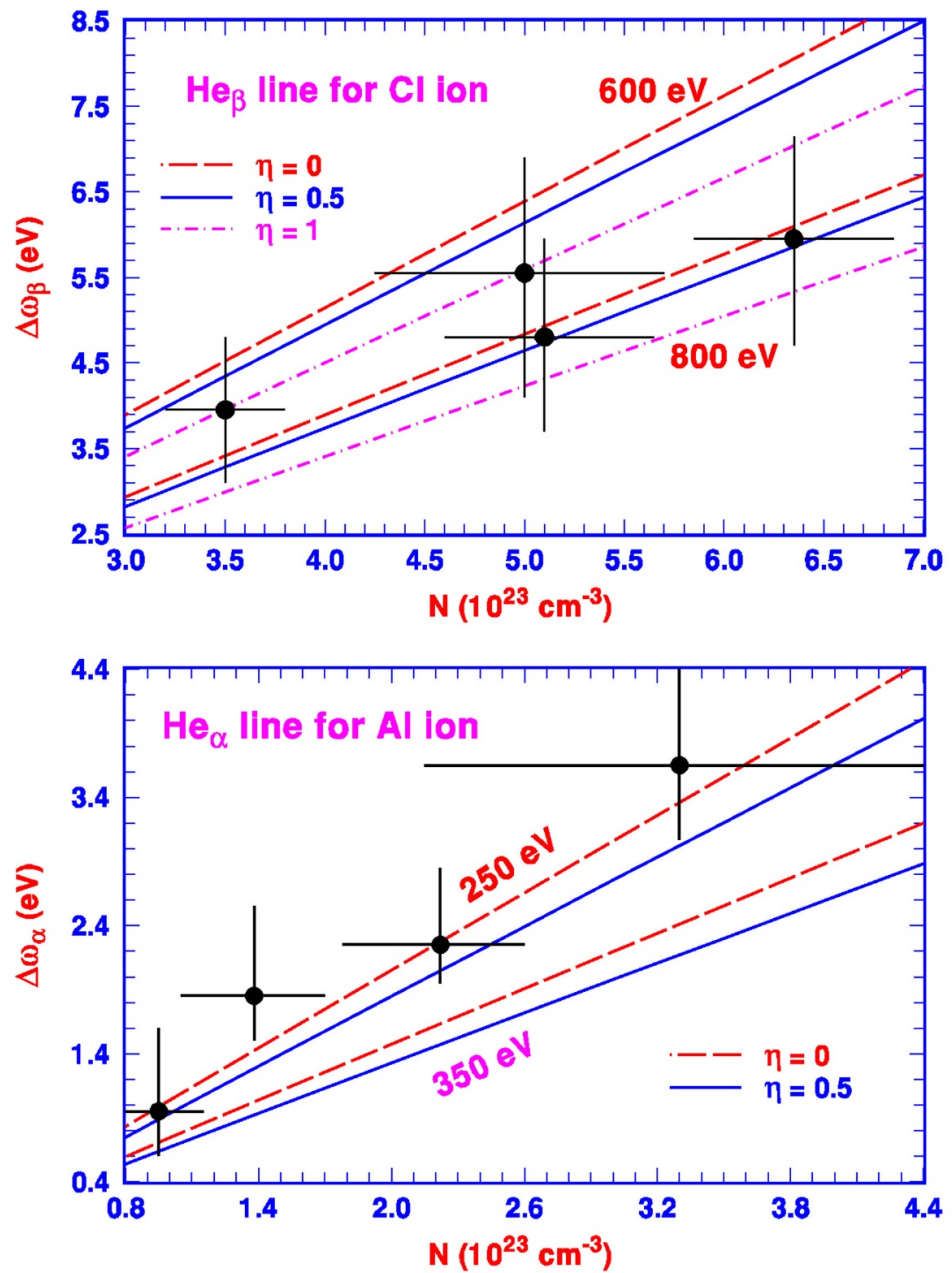 8.5
7.5
6.5
5.5
4.5
3.5
2.5
Δω_β (eV)
He_β line for Cl ion
600 eV
η = 0
η = 0.5
η = 1
800 eV
3.0 3.5 4.0 4.5 5.0 5.5 6.0 6.5 7.0
N (10²³ cm⁻³)
4.4
3.4
2.4
1.4
0.4
Δω_α (eV)
He_α line for Al ion
250 eV
350 eV
η = 0
η = 0.5
0.8 1.4 2.0 2.6 3.2 3.8 4.4
N (10²³ cm⁻³)